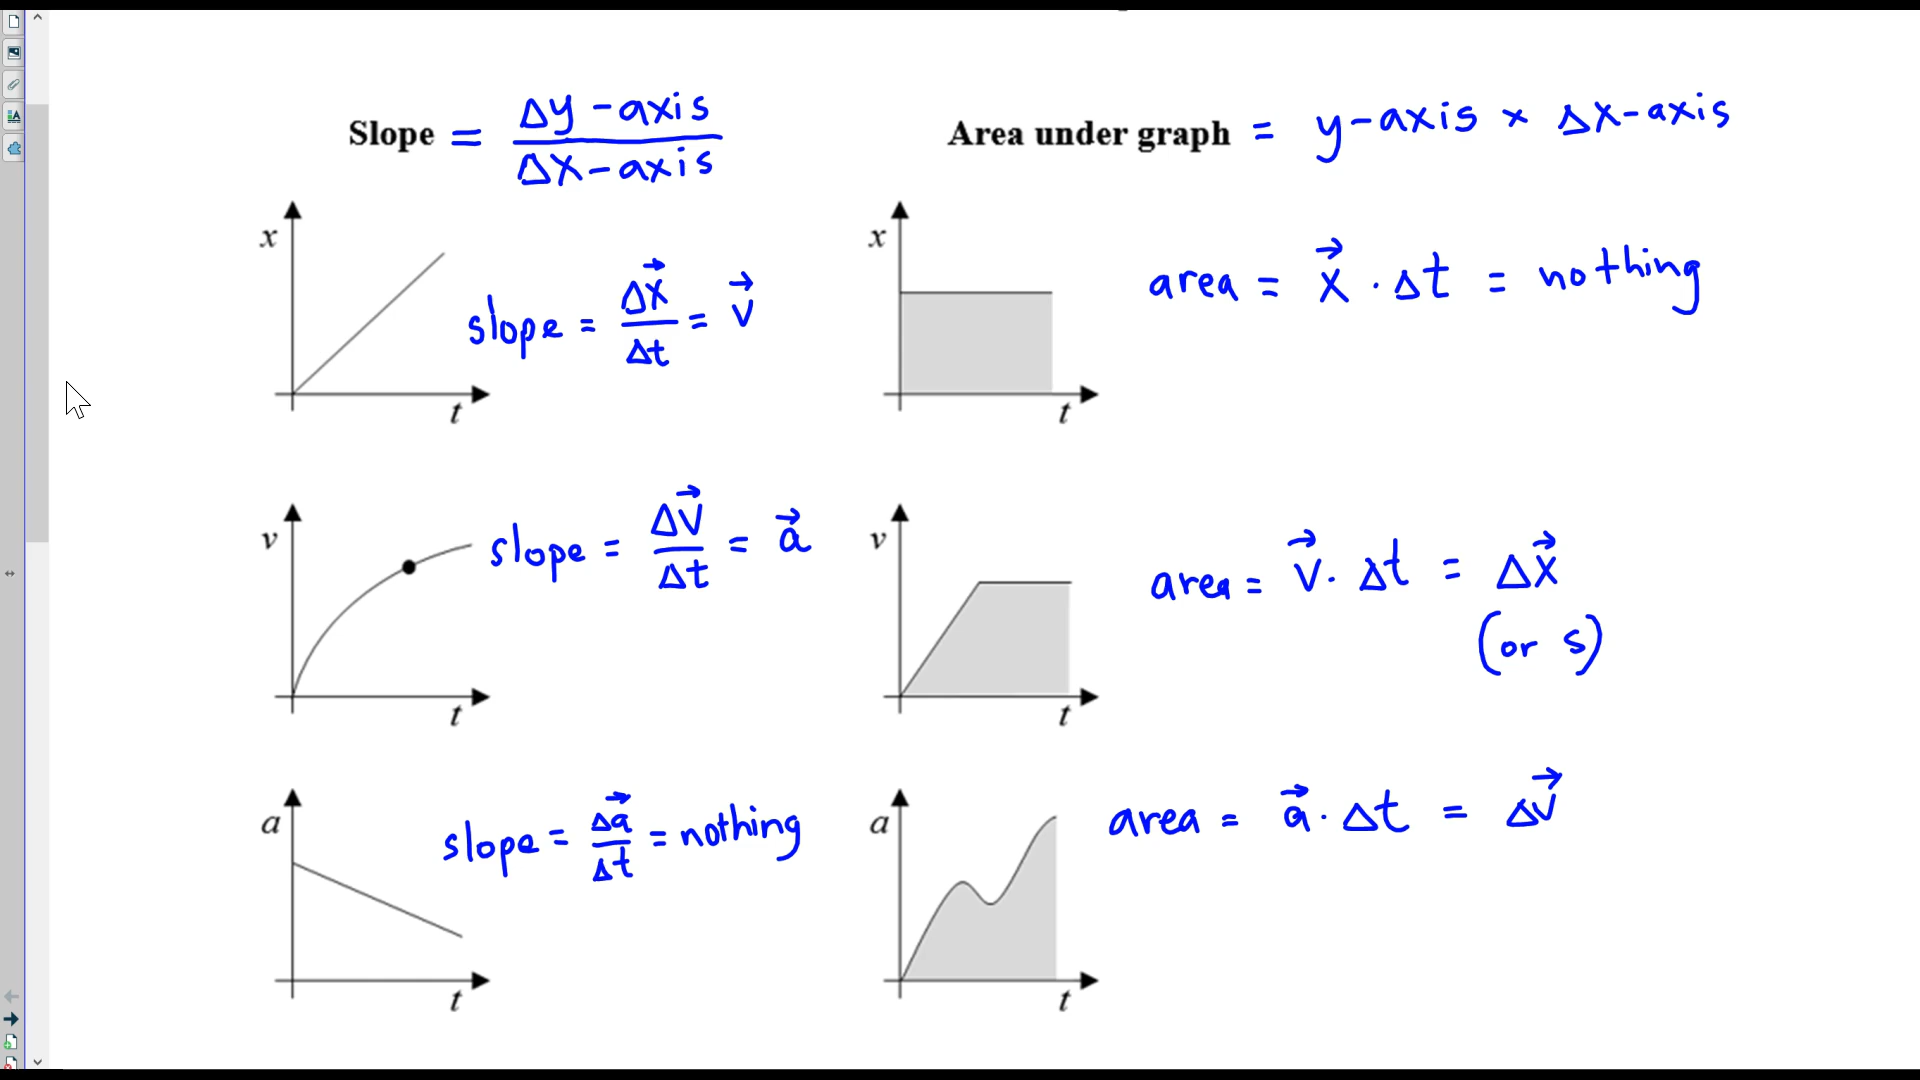 Slope = Δy-axis / Δx-axis
Area under graph = y-axis × Δx-axis
x
t
slope = Δx⃗ / Δt = v⃗
x
t
area = x⃗ · Δt = nothing
v
t
slope = Δv⃗ / Δt = a⃗
v
t
area = v⃗ · Δt = Δx⃗
(or s)
a
t
slope = Δa⃗ / Δt = nothing
a
t
area = a⃗ · Δt = Δv⃗